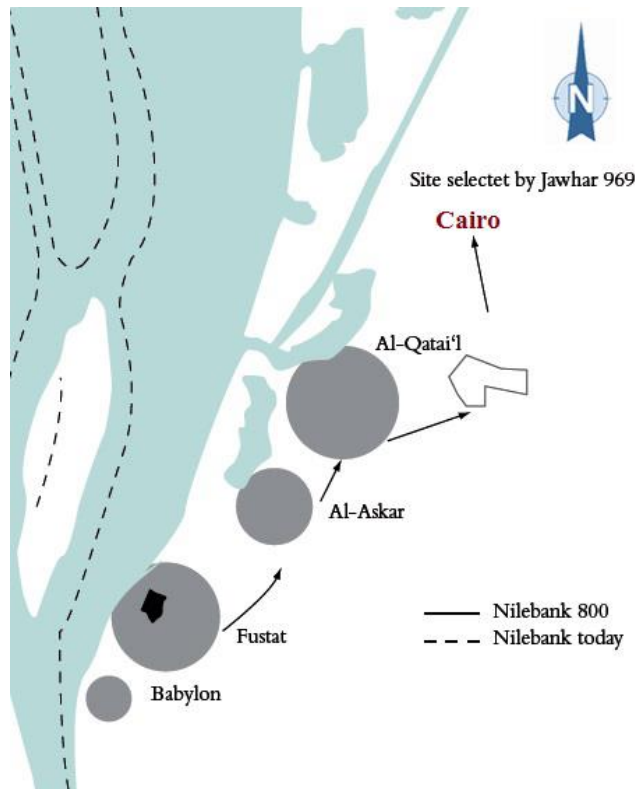 N
Site selectet by Jawhar 969
Cairo
Al-Qatai‘l
Al-Askar
Fustat
Babylon
Nilebank 800
Nilebank today